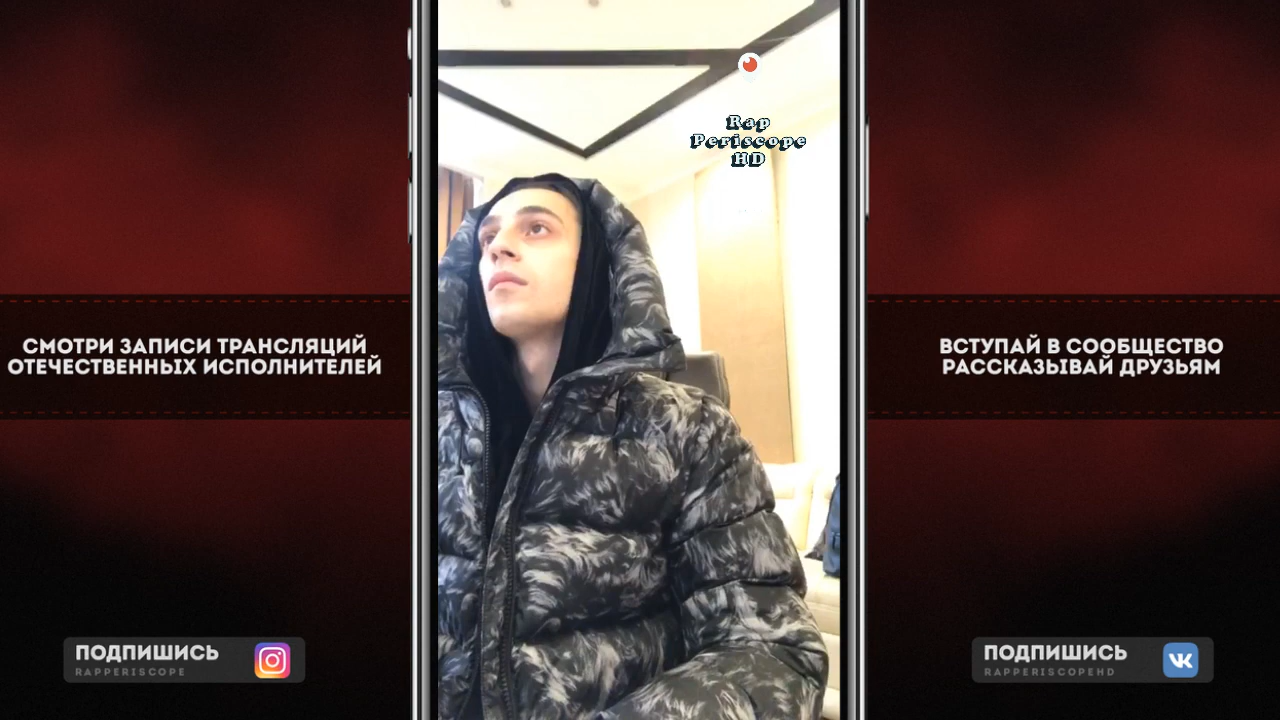 Rap
Periscope
HD
СМОТРИ ЗАПИСИ ТРАНСЛЯЦИЙ
ОТЕЧЕСТВЕННЫХ ИСПОЛНИТЕЛЕЙ
ВСТУПАЙ В СООБЩЕСТВО
РАССКАЗЫВАЙ ДРУЗЬЯМ
ПОДПИШИСЬ
RAPPERISCOPE
ПОДПИШИСЬ
RAPPERISCOPEHD